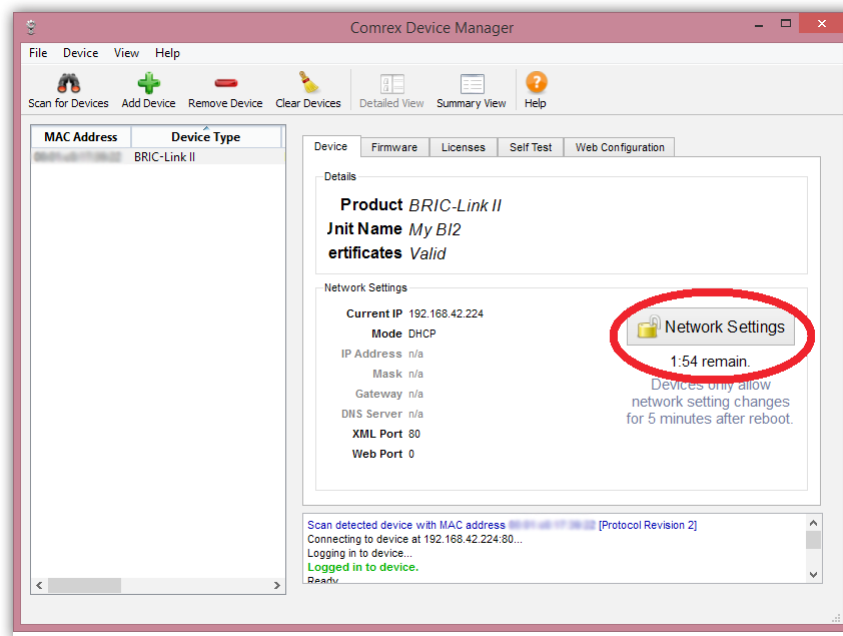 Comrex Device Manager
File Device View Help
Scan for Devices Add Device Remove Device Clear Devices Detailed View Summary View Help
MAC Address Device Type
BRIC-Link II
Device Firmware Licenses Self Test Web Configuration
Details
Product BRIC-Link II
Jnit Name My BI2
ertificates Valid
Network Settings
Current IP 192.168.42.224
Mode DHCP
IP Address n/a
Mask n/a
Gateway n/a
DNS Server n/a
XML Port 80
Web Port 0
Network Settings
1:54 remain.
Devices only allow
network setting changes
for 5 minutes after reboot.
Scan detected device with MAC address [Protocol Revision 2]
Connecting to device at 192.168.42.224:80...
Logging in to device...
Logged in to device.
Ready